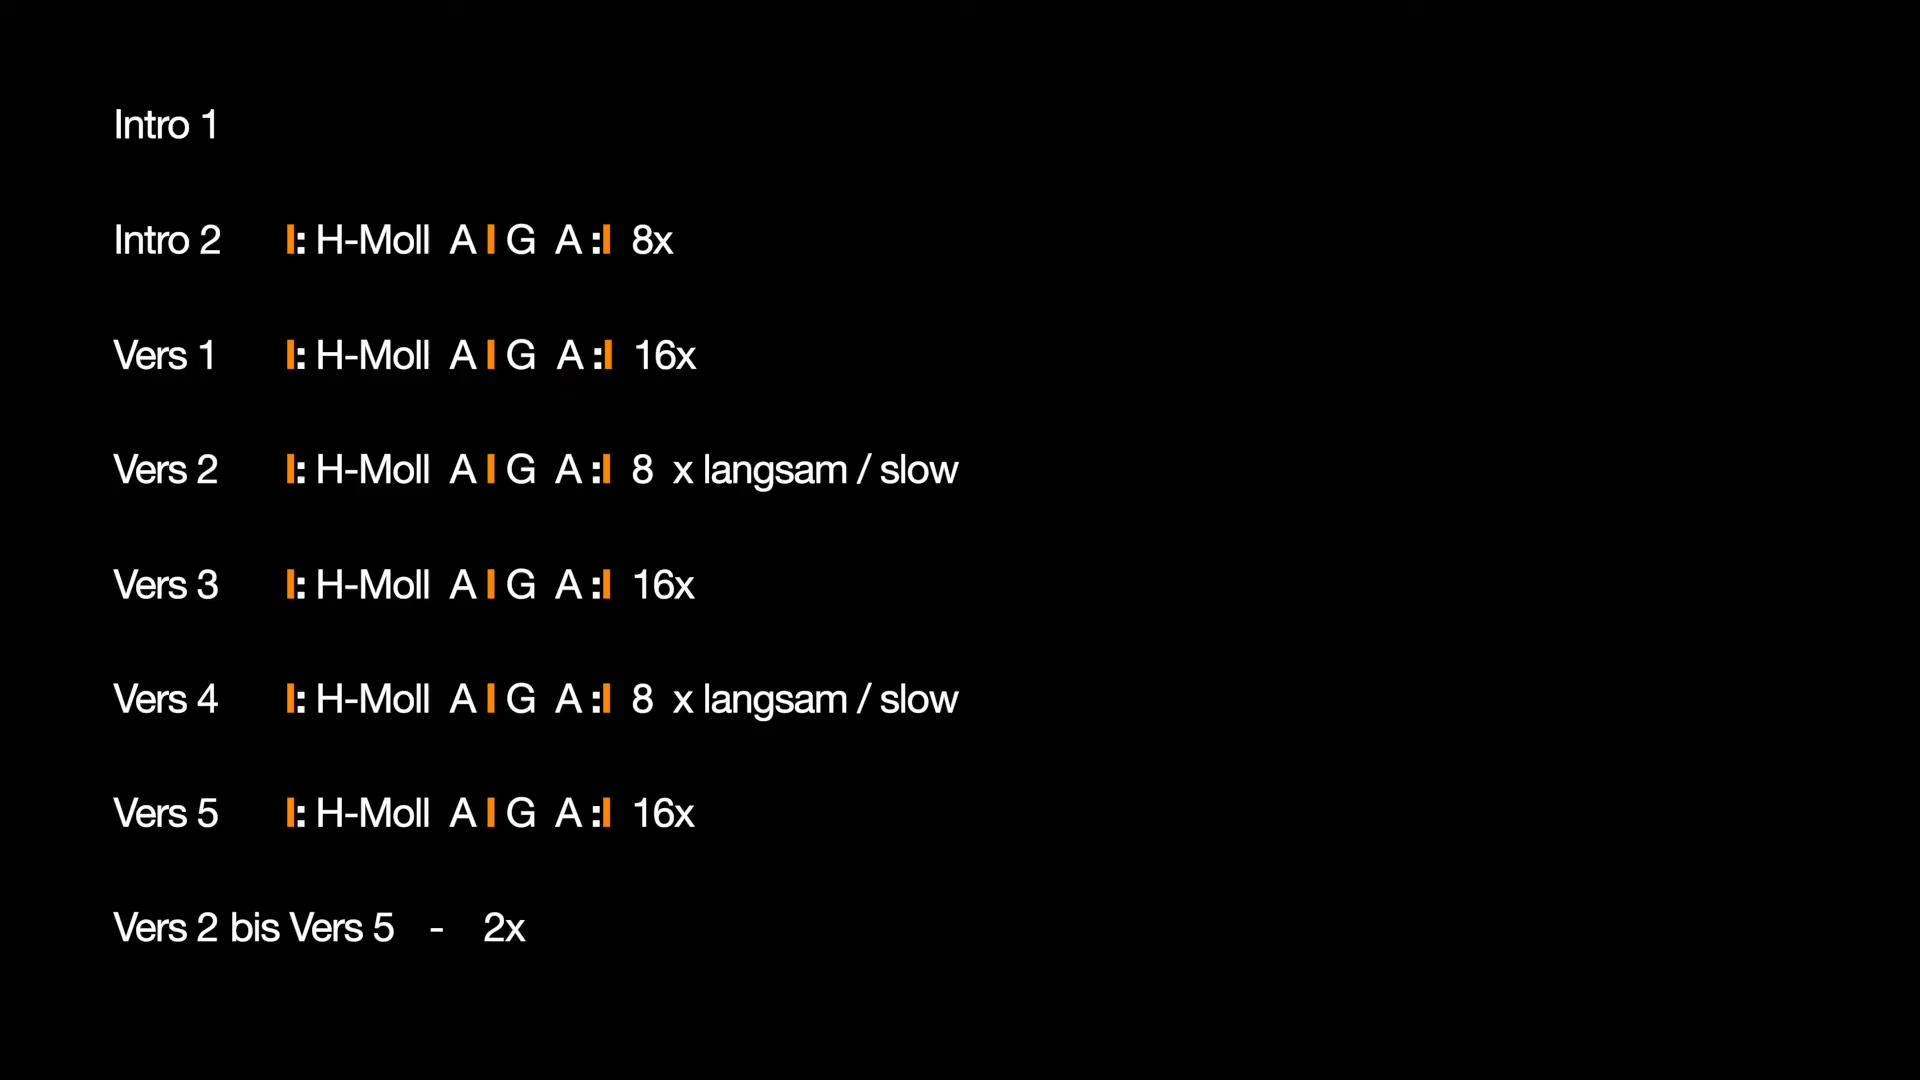 Intro 1
Intro 2 I: H-Moll A I G A :I 8x
Vers 1 I: H-Moll A I G A :I 16x
Vers 2 I: H-Moll A I G A :I 8 x langsam / slow
Vers 3 I: H-Moll A I G A :I 16x
Vers 4 I: H-Moll A I G A :I 8 x langsam / slow
Vers 5 I: H-Moll A I G A :I 16x
Vers 2 bis Vers 5 - 2x